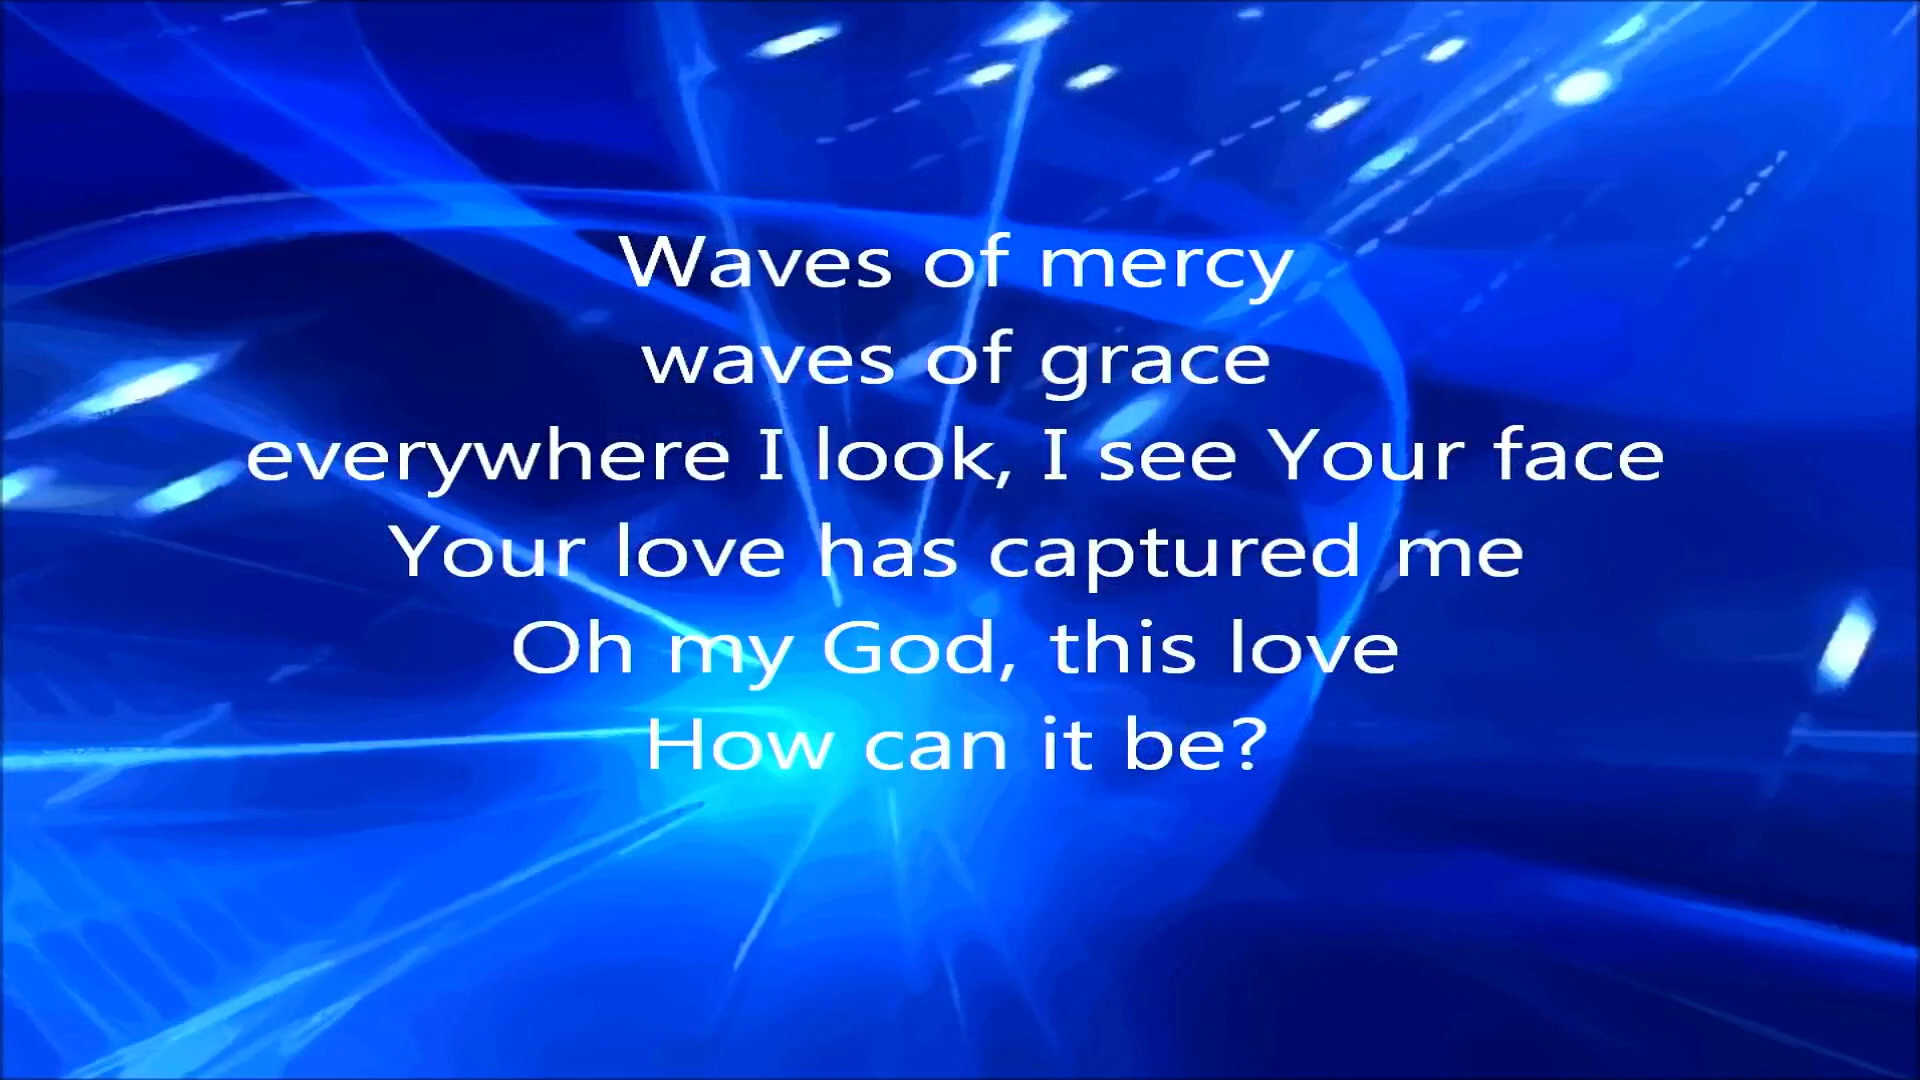 Waves of mercy
waves of grace
everywhere I look, I see Your face
Your love has captured me
Oh my God, this love
How can it be?